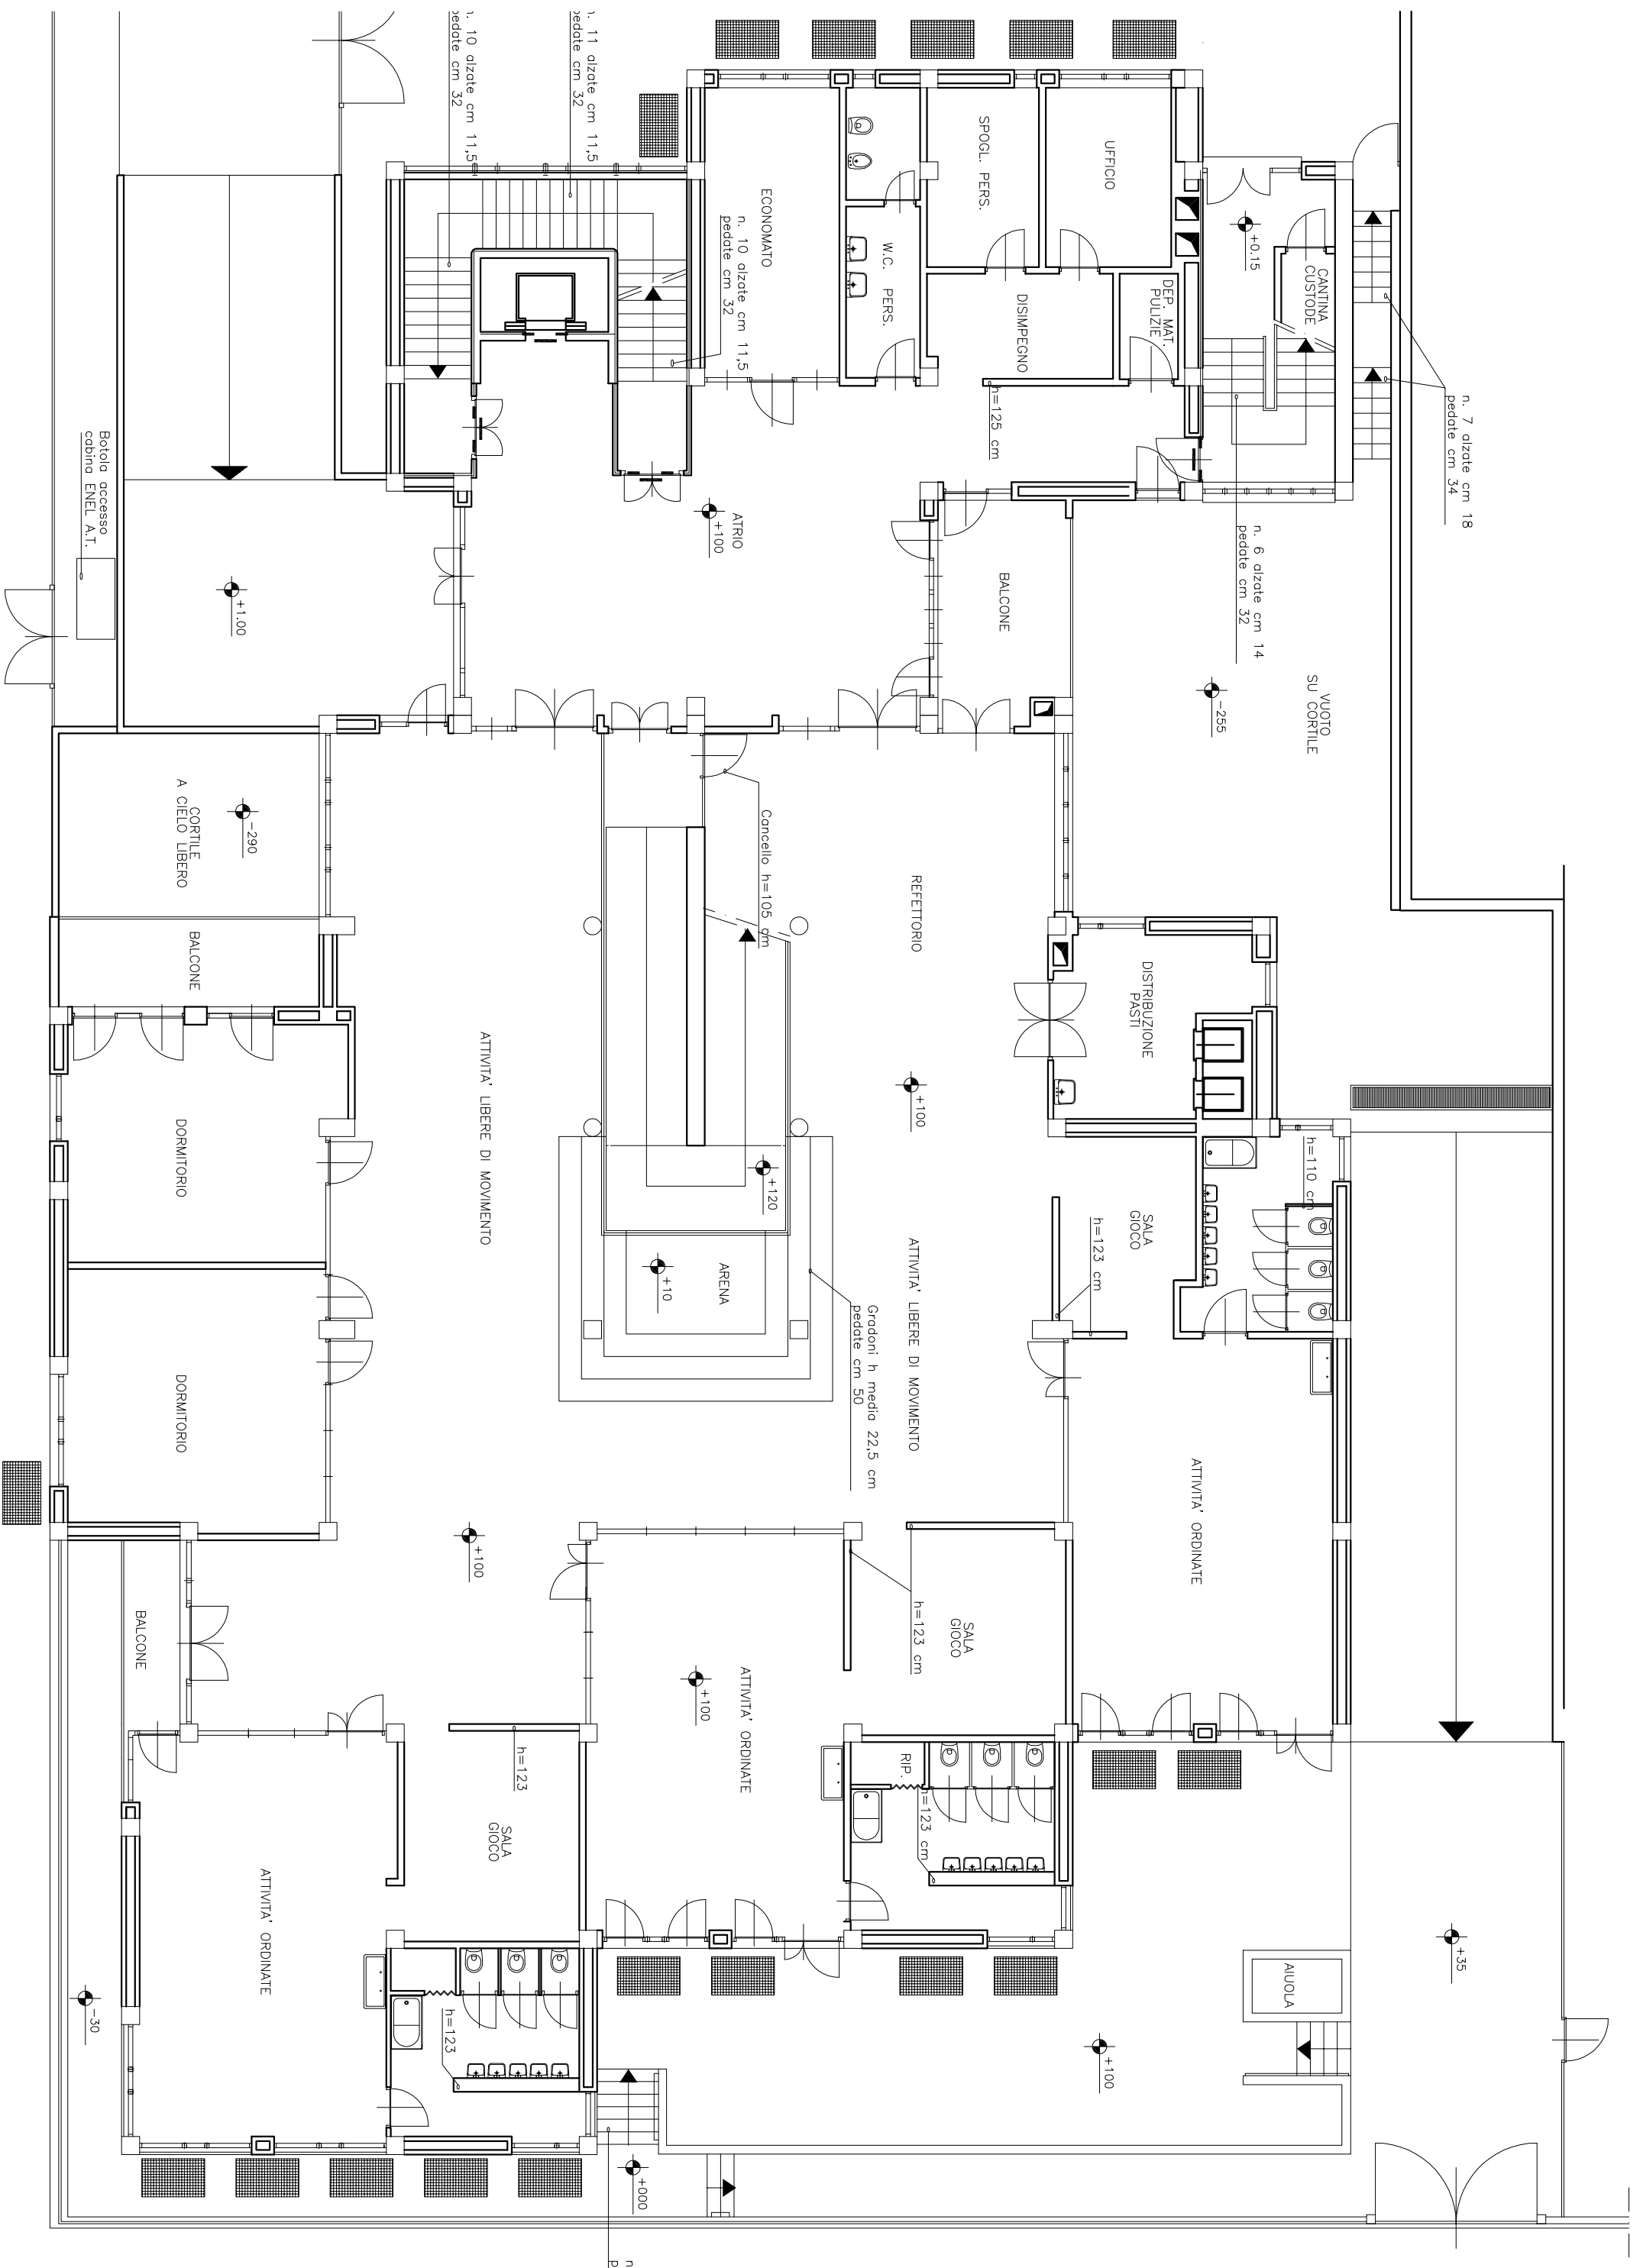 n. 10 alzate cm 11,5
pedate cm 32
n. 11 alzate cm 11,5
pedate cm 32
n. 10 alzate cm 11,5
pedate cm 32
ECONOMATO
W.C. PERS.
SPOGL. PERS.
UFFICIO
DISIMPEGNO
DEP. MAT.
PULIZIE
CANTINA
CUSTODE
+0.15
n. 7 alzate cm 18
pedate cm 34
n. 6 alzate cm 14
pedate cm 32
h=125 cm
ATRIO
+100
BALCONE
VUOTO
SU CORTILE
-255
Botola accesso
cabina ENEL A.T.
+1.00
CORTILE
A CIELO LIBERO
-290
BALCONE
Cancello h=105 cm
REFETTORIO
+100
DISTRIBUZIONE
PASTI
ATTIVITA' LIBERE DI MOVIMENTO
DORMITORIO
DORMITORIO
+120
ARENA
+10
Gradoni h media 22,5 cm
pedate cm 50
ATTIVITA' LIBERE DI MOVIMENTO
SALA
GIOCO
h=123 cm
h=110 cm
ATTIVITA' ORDINATE
+100
BALCONE
SALA
GIOCO
h=123 cm
ATTIVITA' ORDINATE
+100
RIP.
h=123 cm
SALA
GIOCO
h=123
ATTIVITA' ORDINATE
h=123
-30
AIUOLA
+35
+100
+000
n
p